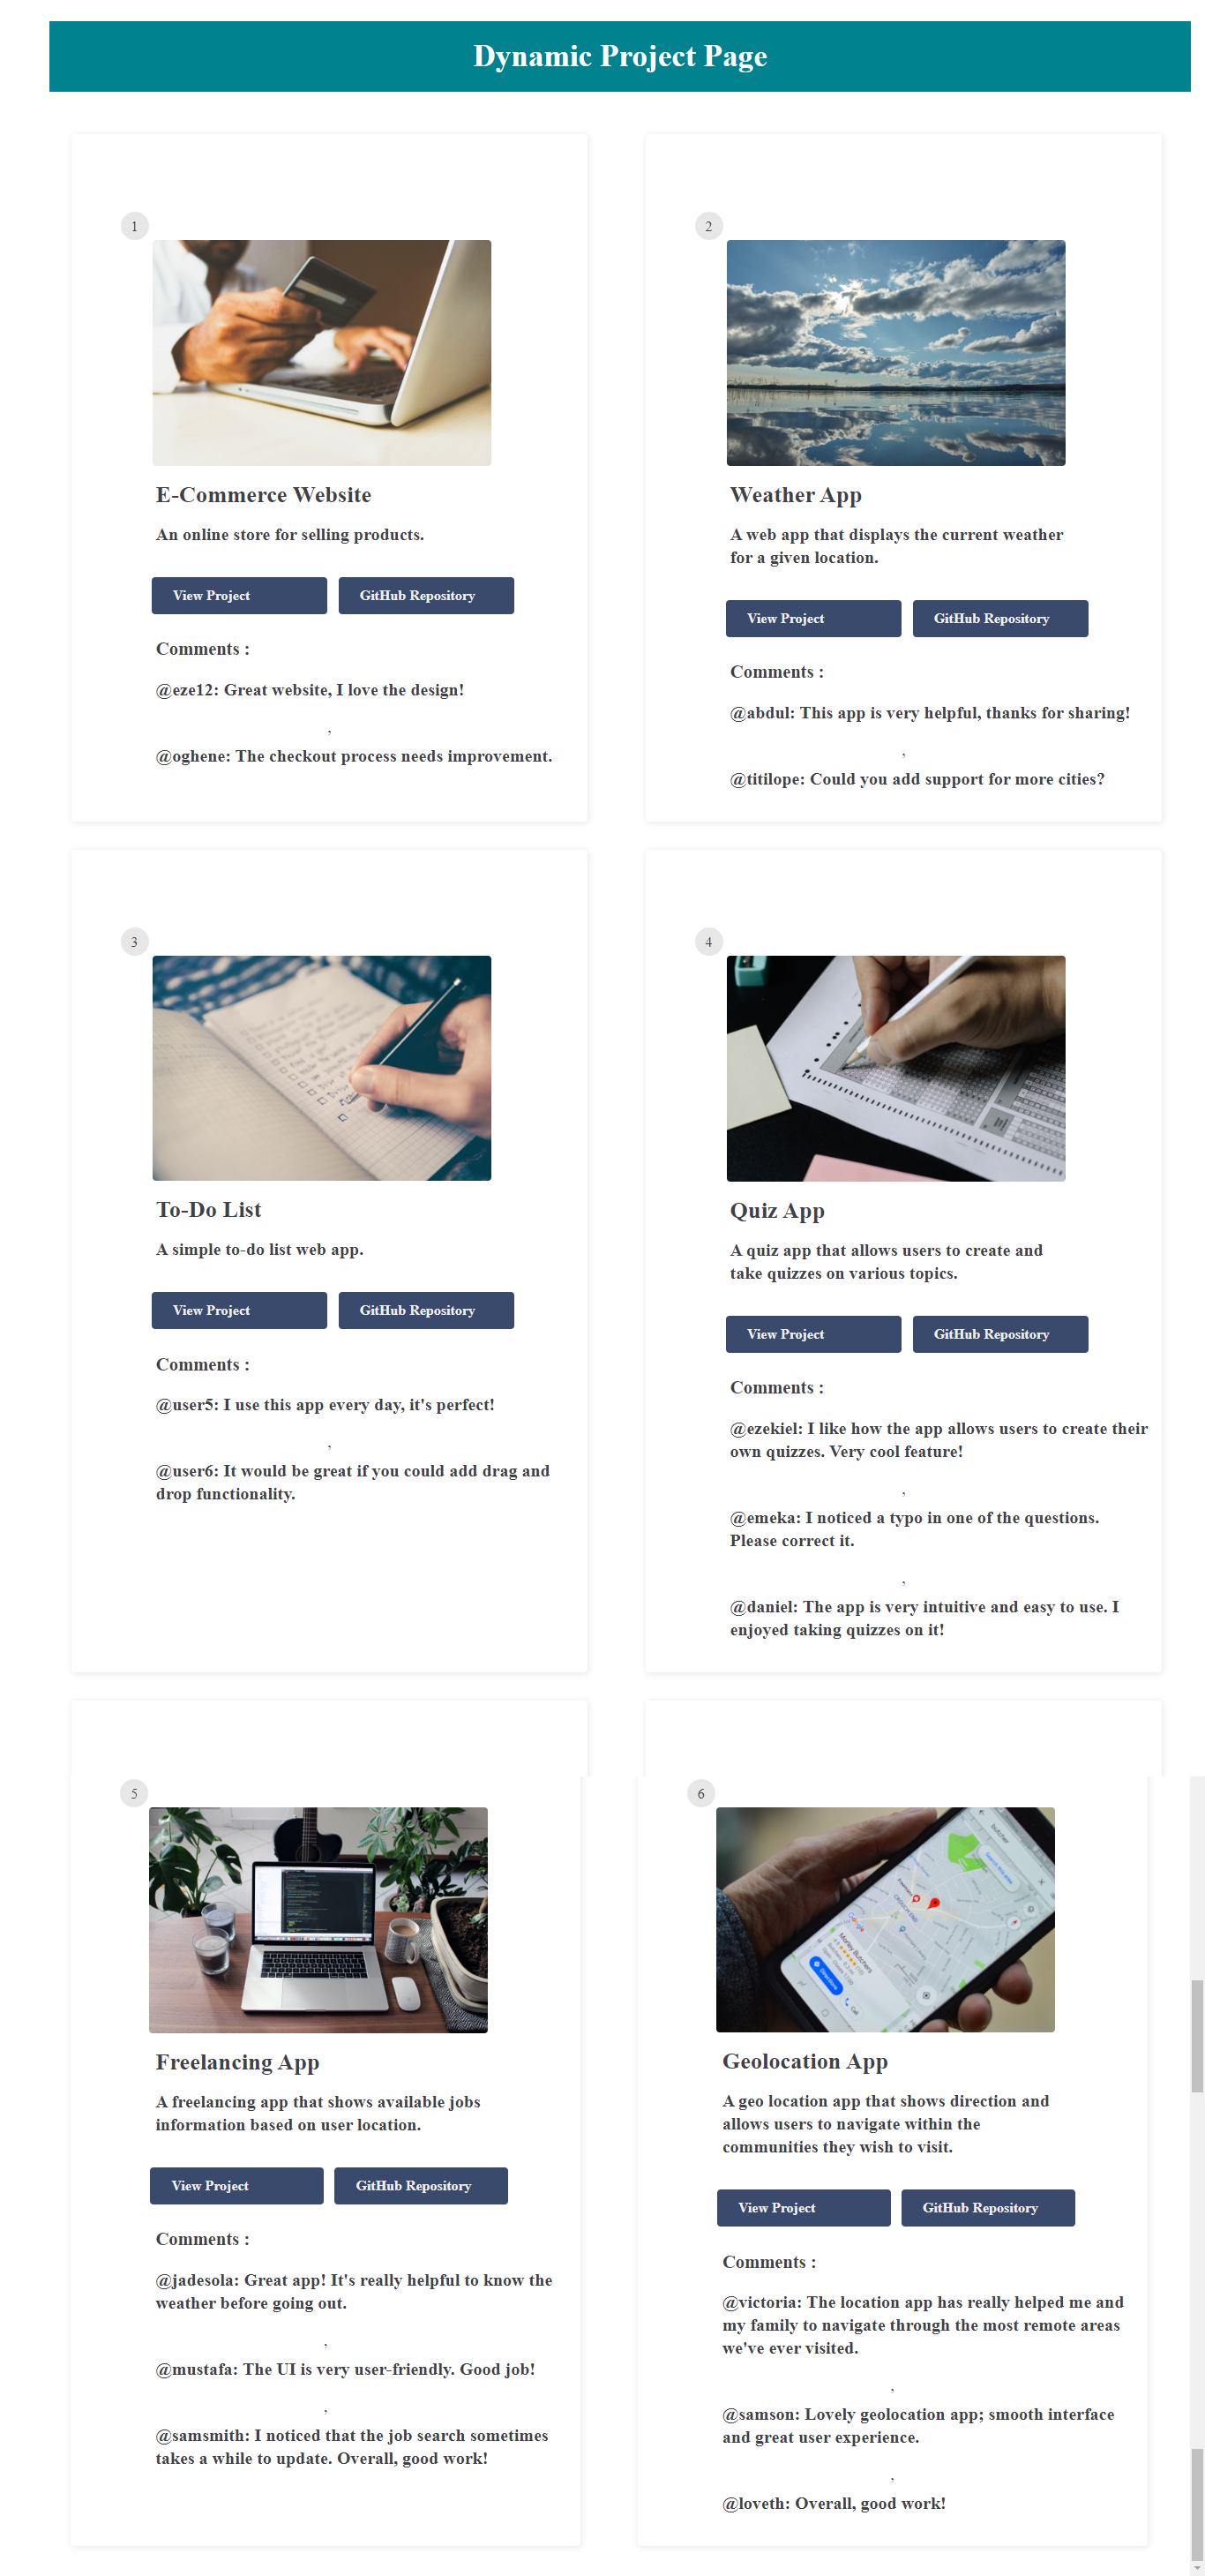 Dynamic Project Page
1
E-Commerce Website
An online store for selling products.
View Project
GitHub Repository
Comments :
@eze12: Great website, I love the design!
,
@oghene: The checkout process needs improvement.
2
Weather App
A web app that displays the current weather
for a given location.
View Project
GitHub Repository
Comments :
@abdul: This app is very helpful, thanks for sharing!
,
@titilope: Could you add support for more cities?
3
To-Do List
A simple to-do list web app.
View Project
GitHub Repository
Comments :
@user5: I use this app every day, it's perfect!
,
@user6: It would be great if you could add drag and
drop functionality.
4
Quiz App
A quiz app that allows users to create and
take quizzes on various topics.
View Project
GitHub Repository
Comments :
@ezekiel: I like how the app allows users to create their
own quizzes. Very cool feature!
,
@emeka: I noticed a typo in one of the questions.
Please correct it.
,
@daniel: The app is very intuitive and easy to use. I
enjoyed taking quizzes on it!
5
Freelancing App
A freelancing app that shows available jobs
information based on user location.
View Project
GitHub Repository
Comments :
@jadesola: Great app! It's really helpful to know the
weather before going out.
,
@mustafa: The UI is very user-friendly. Good job!
,
@samsmith: I noticed that the job search sometimes
takes a while to update. Overall, good work!
6
butcher
Search this area
Google
Morley Butchers
Directions
Call
Geolocation App
A geo location app that shows direction and
allows users to navigate within the
communities they wish to visit.
View Project
GitHub Repository
Comments :
@victoria: The location app has really helped me and
my family to navigate through the most remote areas
we've ever visited.
,
@samson: Lovely geolocation app; smooth interface
and great user experience.
,
@loveth: Overall, good work!